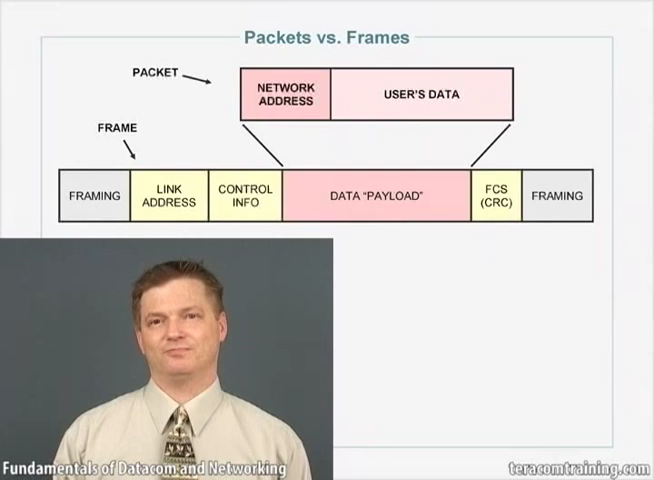 Packets vs. Frames
PACKET
NETWORK
ADDRESS
USER'S DATA
FRAME
FRAMING
LINK
ADDRESS
CONTROL
INFO
DATA "PAYLOAD"
FCS
(CRC)
FRAMING
Fundamentals of Datacom and Networking
teracomtraining.com